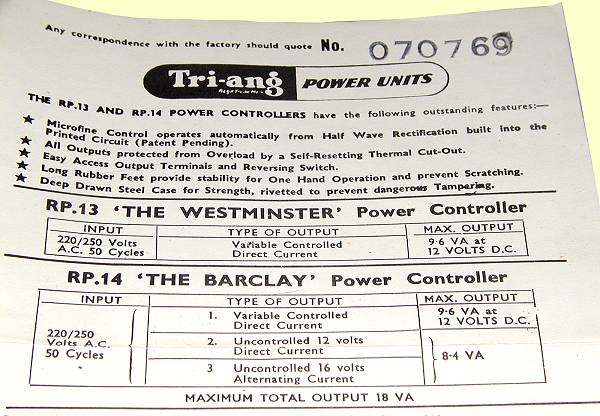 Any correspondence with the factory should quote No. 070769
Tri-ang POWER UNITS
Regd Trade Mark
THE RP.13 AND RP.14 POWER CONTROLLERS have the following outstanding features:—
★ Microfine Control operates automatically from Half Wave Rectification built into the
Printed Circuit (Patent Pending).
★ All Outputs protected from Overload by a Self-Resetting Thermal Cut-Out.
★ Easy Access Output Terminals and Reversing Switch.
★ Long Rubber Feet provide stability for One Hand Operation and prevent Scratching.
★ Deep Drawn Steel Case for Strength, rivetted to prevent dangerous Tampering.
RP.13 ‘THE WESTMINSTER’ Power Controller
INPUT TYPE OF OUTPUT MAX. OUTPUT
220/250 Volts Variable Controlled 9·6 VA at
A.C. 50 Cycles Direct Current 12 VOLTS D.C.
RP.14 ‘THE BARCLAY’ Power Controller
INPUT TYPE OF OUTPUT MAX. OUTPUT
220/250
Volts A.C.
50 Cycles
1. Variable Controlled 9·6 VA at
Direct Current 12 VOLTS D.C.
2. Uncontrolled 12 volts
Direct Current
8·4 VA
3 Uncontrolled 16 volts
Alternating Current
MAXIMUM TOTAL OUTPUT 18 VA